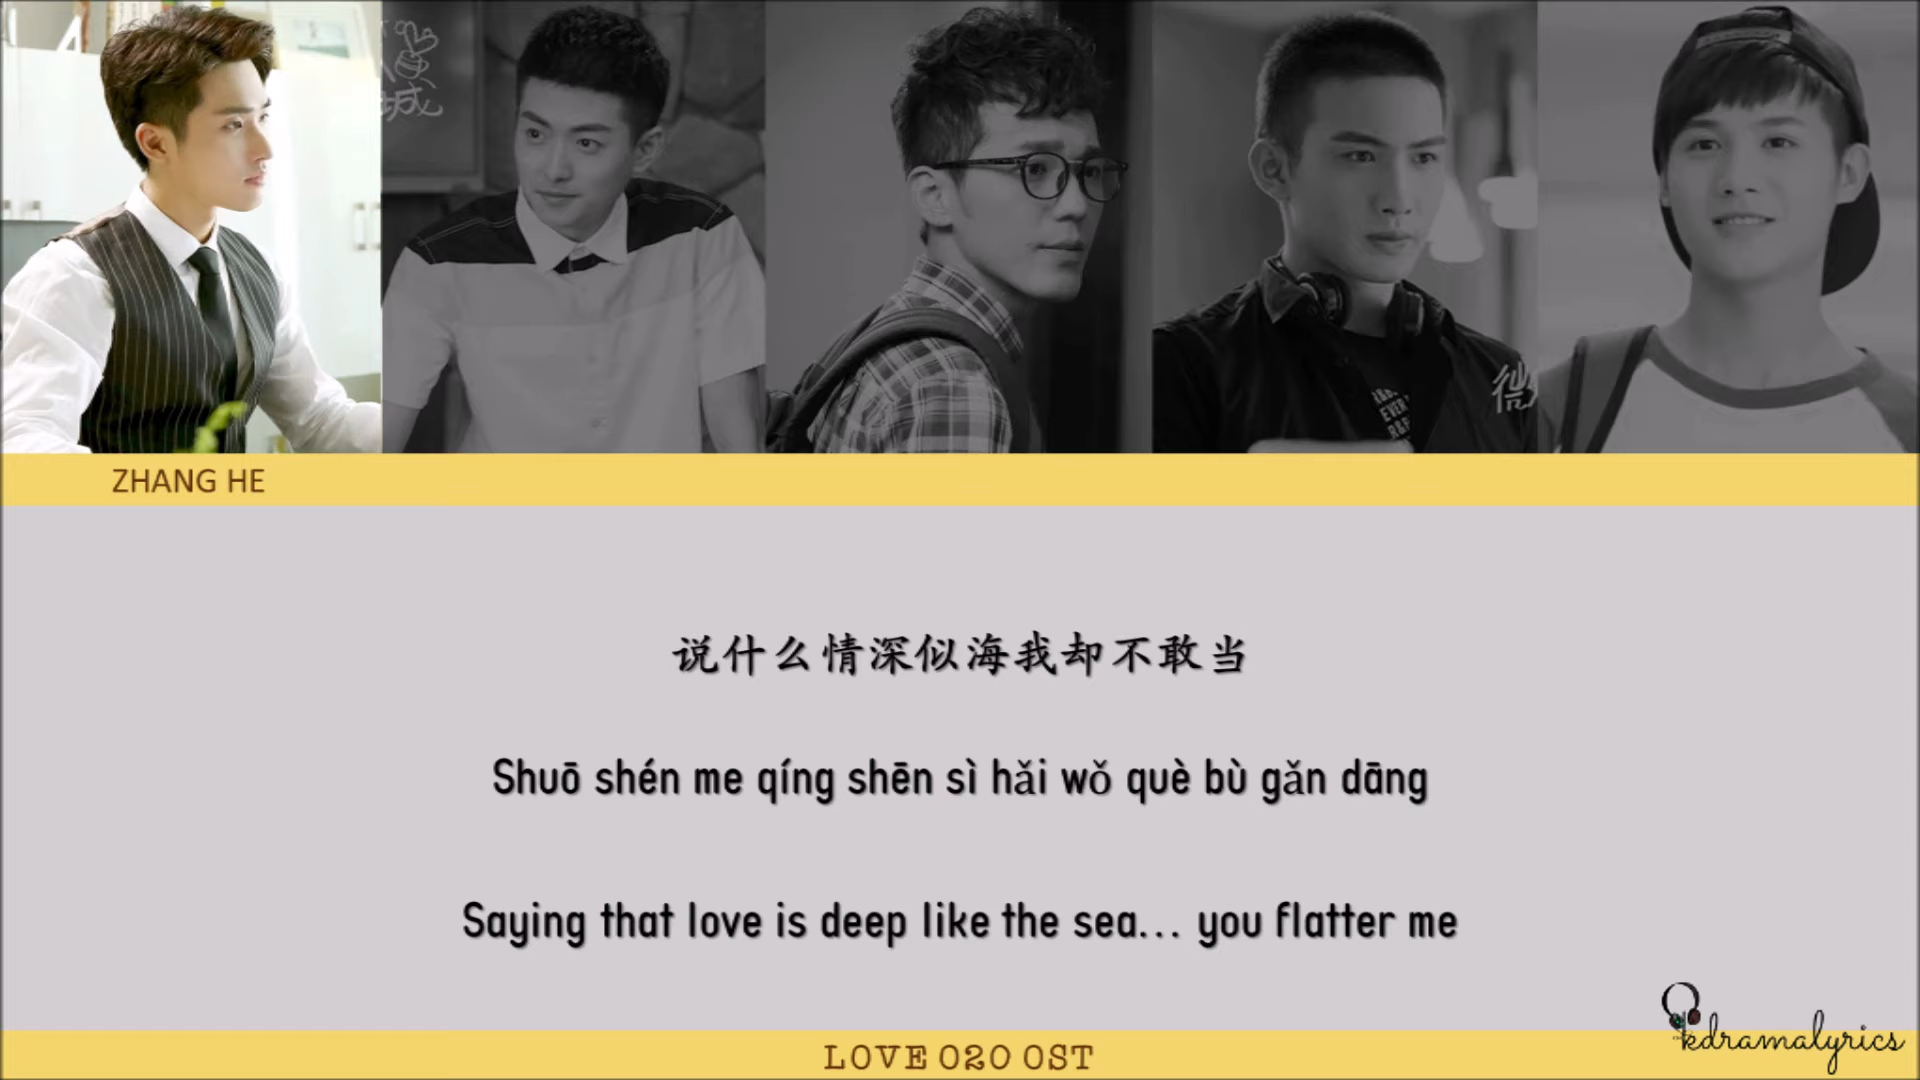 ZHANG HE
说什么情深似海我却不敢当
Shuō shén me qíng shēn sì hǎi wǒ què bù gǎn dāng
Saying that love is deep like the sea... you flatter me
kdramalyrics
LOVE 020 OST